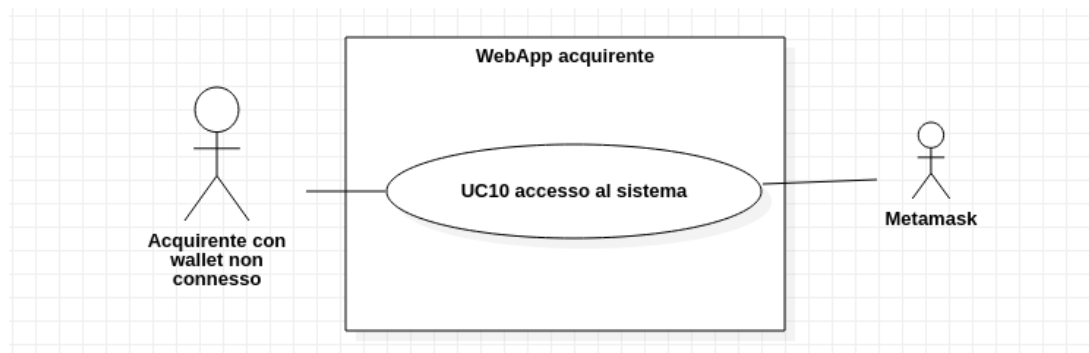 WebApp acquirente
UC10 accesso al sistema
Acquirente con
wallet non
connesso
Metamask